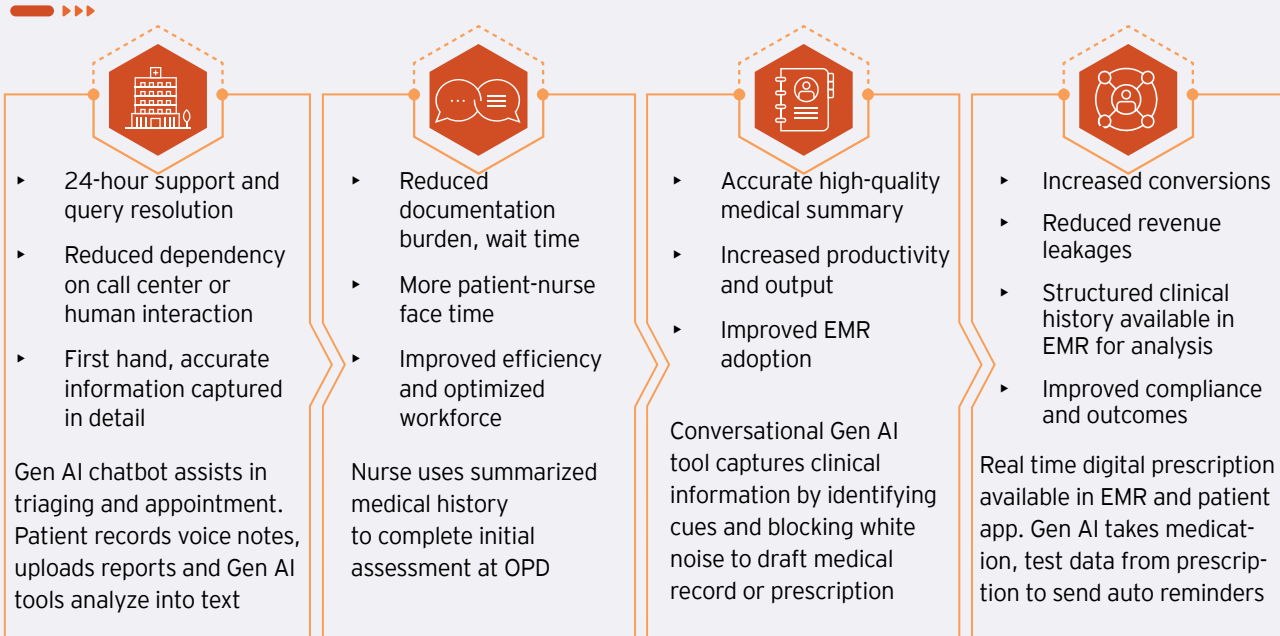 ▸ 24-hour support and
query resolution
▸ Reduced dependency
on call center or
human interaction
▸ First hand, accurate
information captured
in detail
Gen AI chatbot assists in
triaging and appointment.
Patient records voice notes,
uploads reports and Gen AI
tools analyze into text
▸ Reduced
documentation
burden, wait time
▸ More patient-nurse
face time
▸ Improved efficiency
and optimized
workforce
Nurse uses summarized
medical history
to complete initial
assessment at OPD
▸ Accurate high-quality
medical summary
▸ Increased productivity
and output
▸ Improved EMR
adoption
Conversational Gen AI
tool captures clinical
information by identifying
cues and blocking white
noise to draft medical
record or prescription
▸ Increased conversions
▸ Reduced revenue
leakages
▸ Structured clinical
history available in
EMR for analysis
▸ Improved compliance
and outcomes
Real time digital prescription
available in EMR and patient
app. Gen AI takes medicat-
ion, test data from prescrip-
tion to send auto reminders